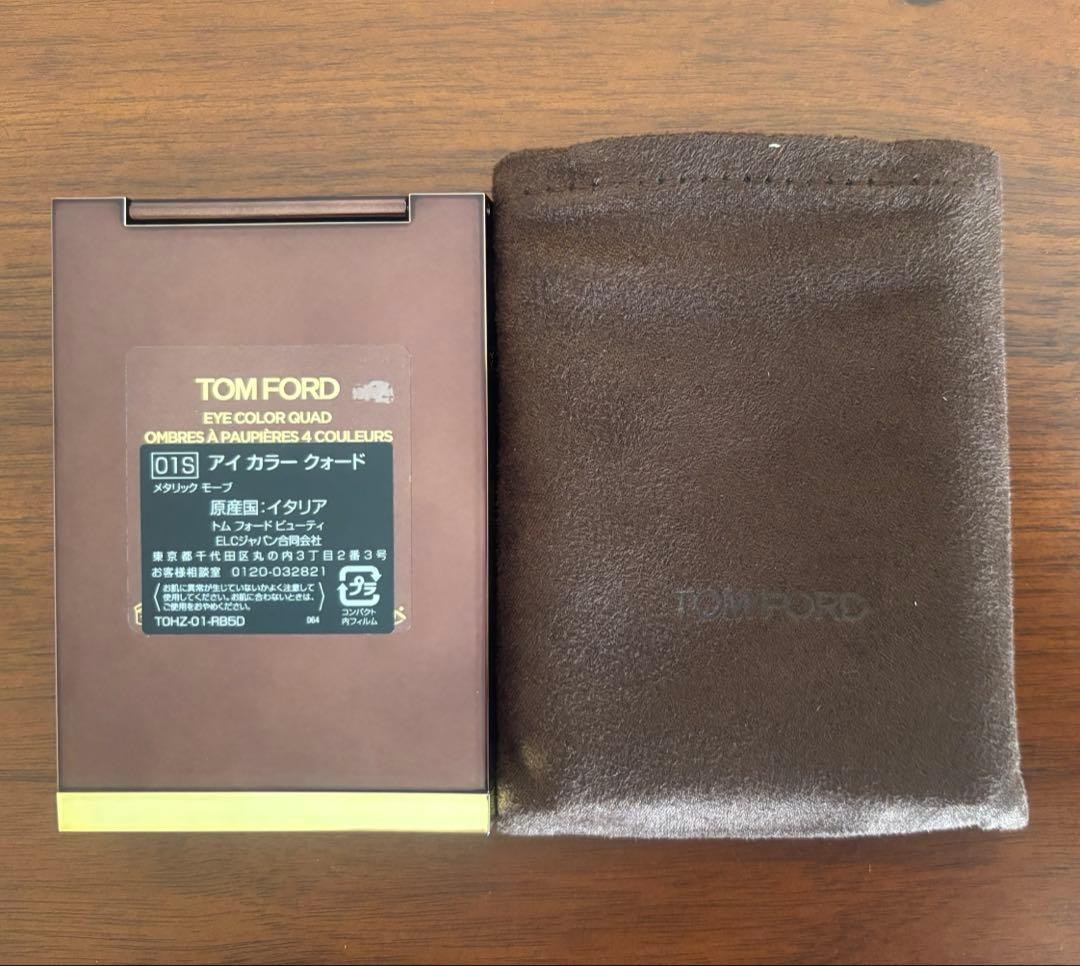 TOM FORD
EYE COLOR QUAD
OMBRES À PAUPIÈRES 4 COULEURS
01S アイ カラー クォード
メタリック モーブ
原産国:イタリア
トム フォード ビューティ
ELCジャパン合同会社
東京都千代田区丸の内3丁目2番3号
お客様相談室 0120-032821
お肌に異常が生じていないかよく注意して
使用してください。お肌に合わないときは、
ご使用をおやめください。
プラ
コンパクト
内フィルム
TOHZ-01-RB5D D64
TOM FORD